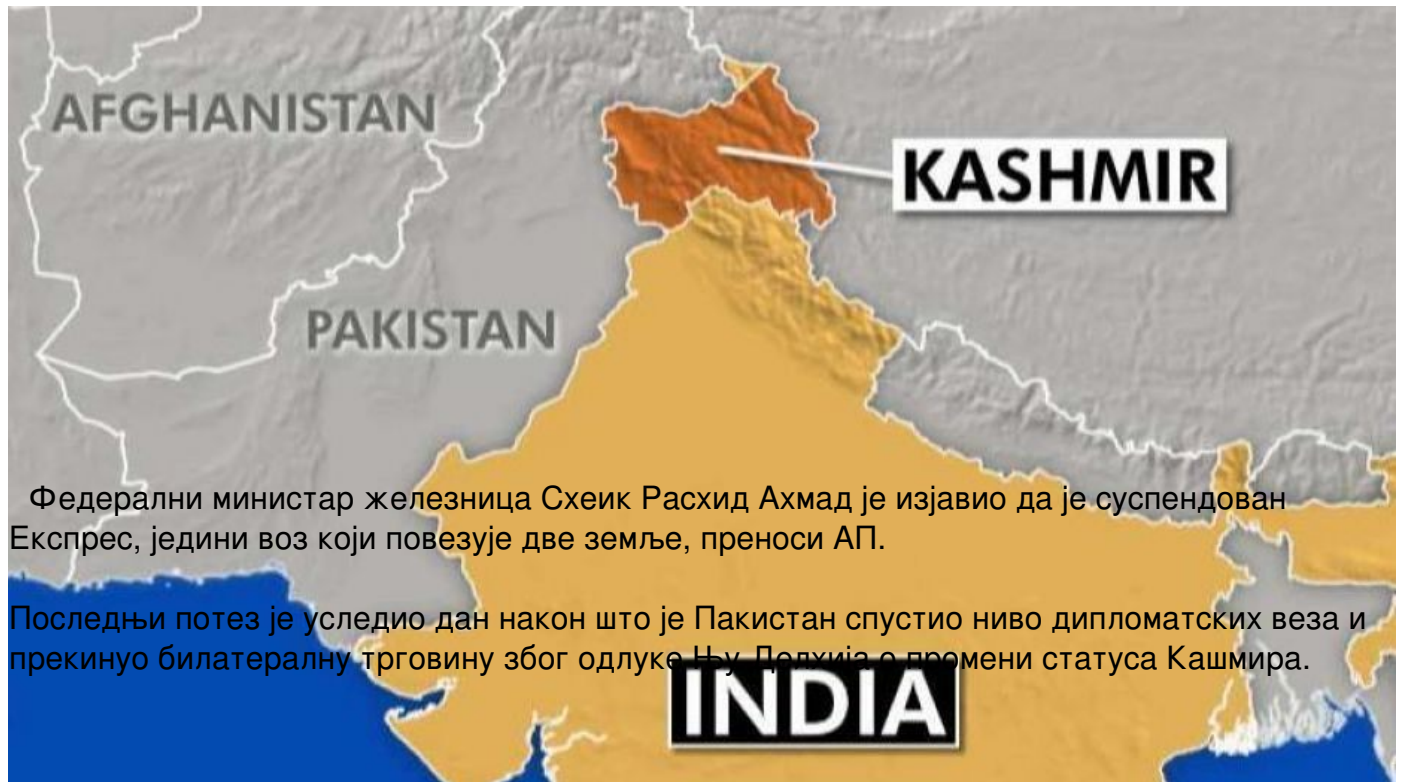 AFGHANISTAN
KASHMIR
PAKISTAN
Федерални министар железница Схеик Расхид Ахмад је изјавио да је суспендован
Експрес, једини воз који повезује две земље, преноси АП.
Последњи потез је уследио дан након што је Пакистан спустио ниво дипломатских веза и
прекинуо билатералну трговину због одлуке Њу Делхија о промени статуса Кашмира.
INDIA